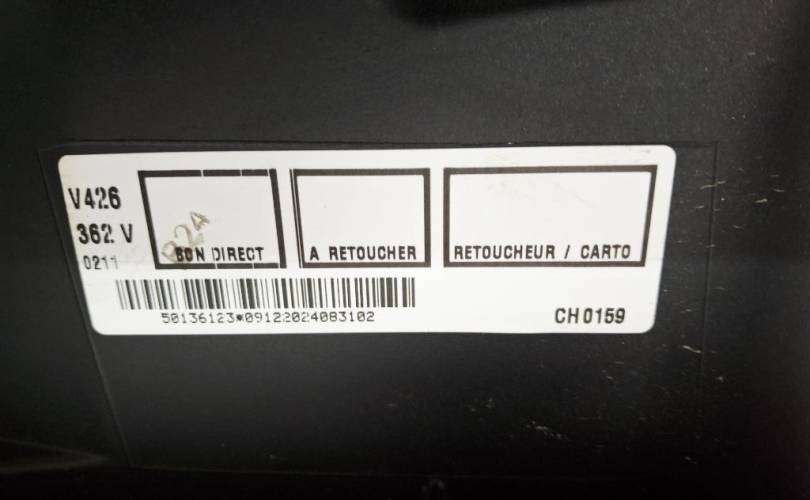 V426
362 V
0211
BON DIRECT
A RETOUCHER
RETOUCHEUR / CARTO
50136123*09122024083102
CH0159